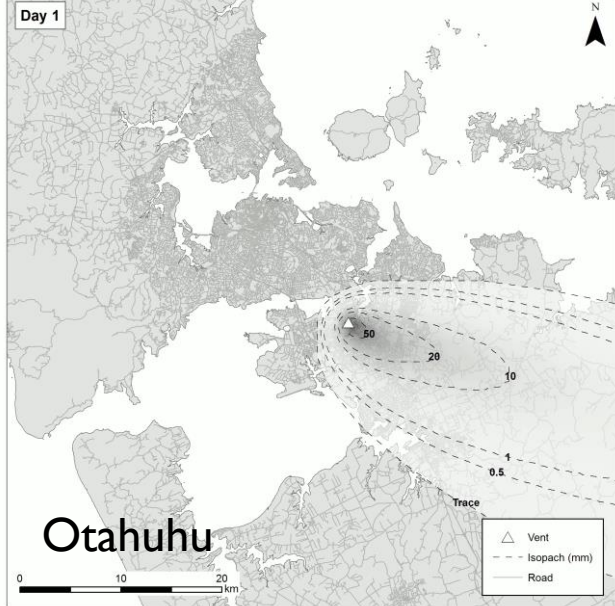 Day 1
N
50
20
10
1
0.5
Trace
Otahuhu
0 10 20
km
Vent
Isopach (mm)
Road